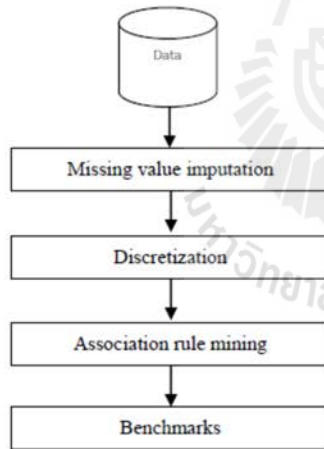 Data
Missing value imputation
Discretization
Association rule mining
Benchmarks